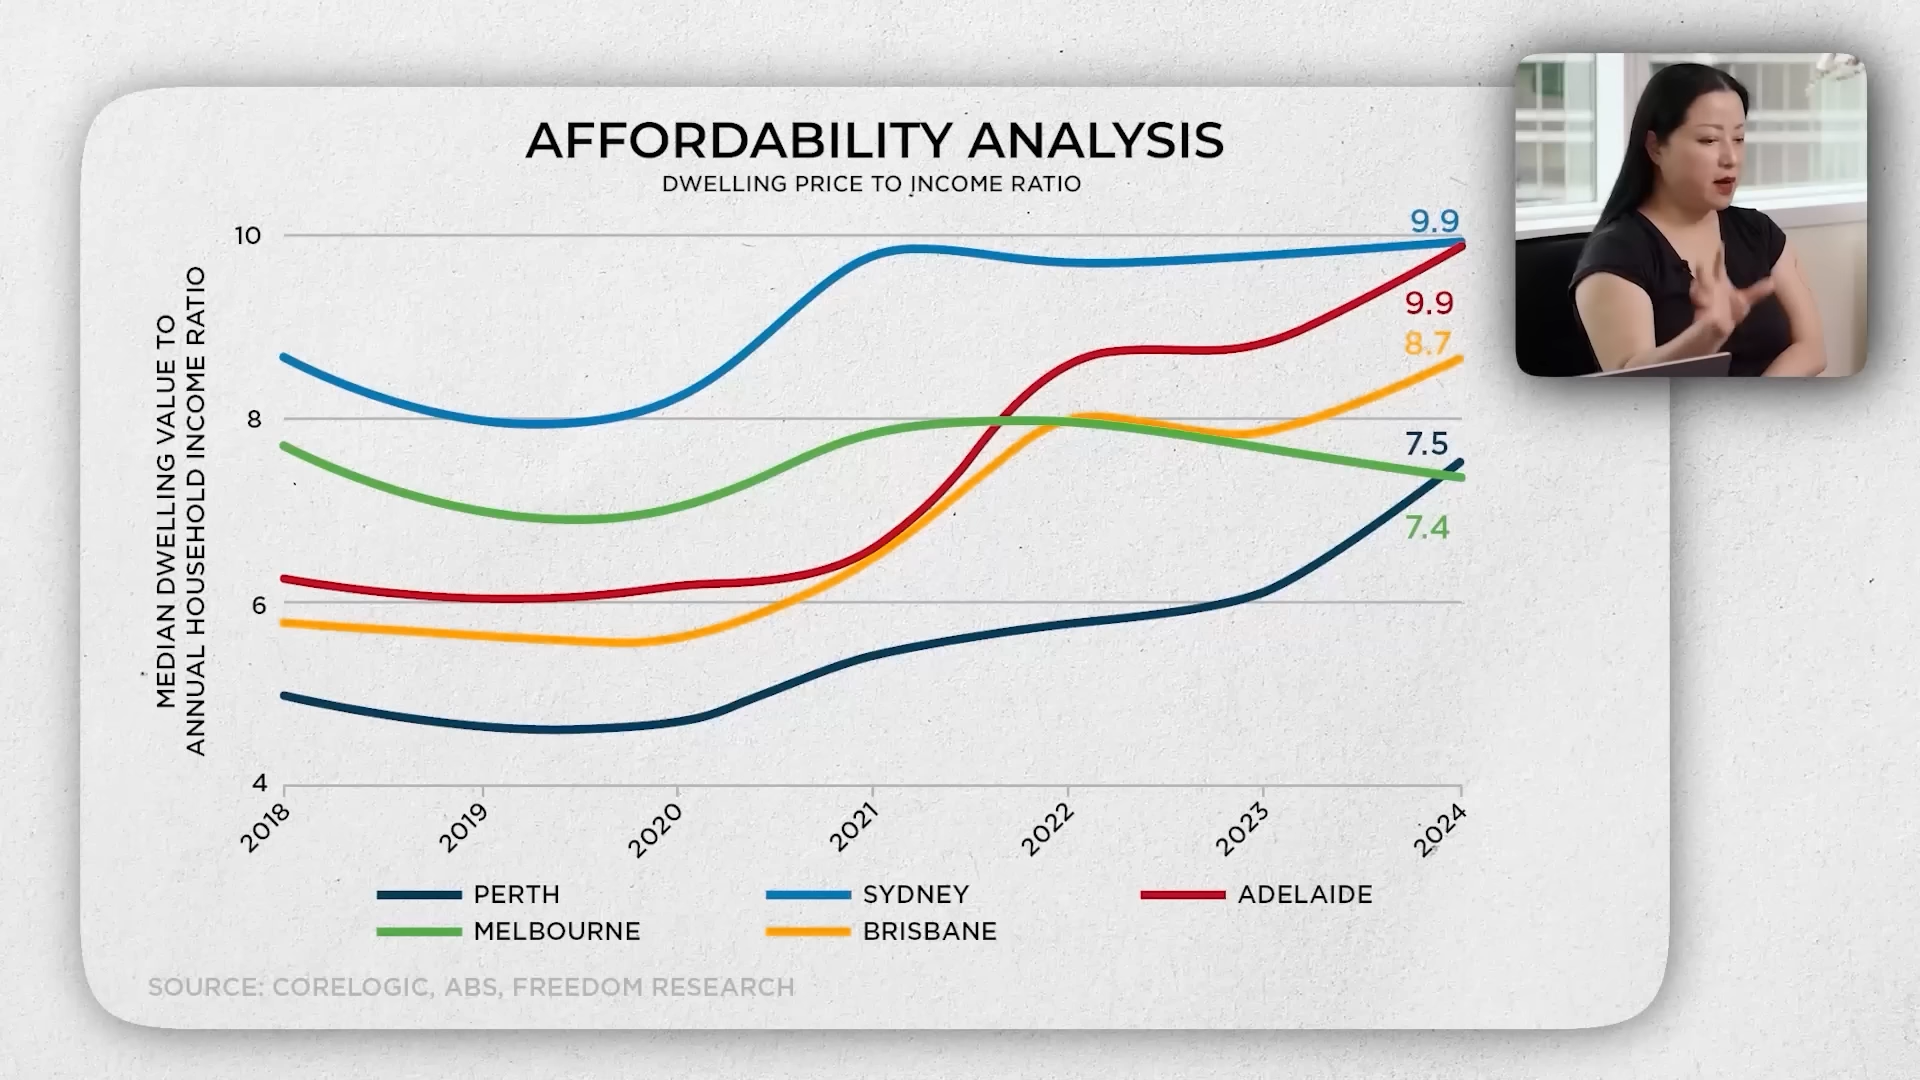 AFFORDABILITY ANALYSIS
DWELLING PRICE TO INCOME RATIO
MEDIAN DWELLING VALUE TO
ANNUAL HOUSEHOLD INCOME RATIO
10
8
6
4
9.9
9.9
8.7
7.5
7.4
2018
2019
2020
2021
2022
2023
2024
PERTH
SYDNEY
ADELAIDE
MELBOURNE
BRISBANE
SOURCE: CORELOGIC, ABS, FREEDOM RESEARCH